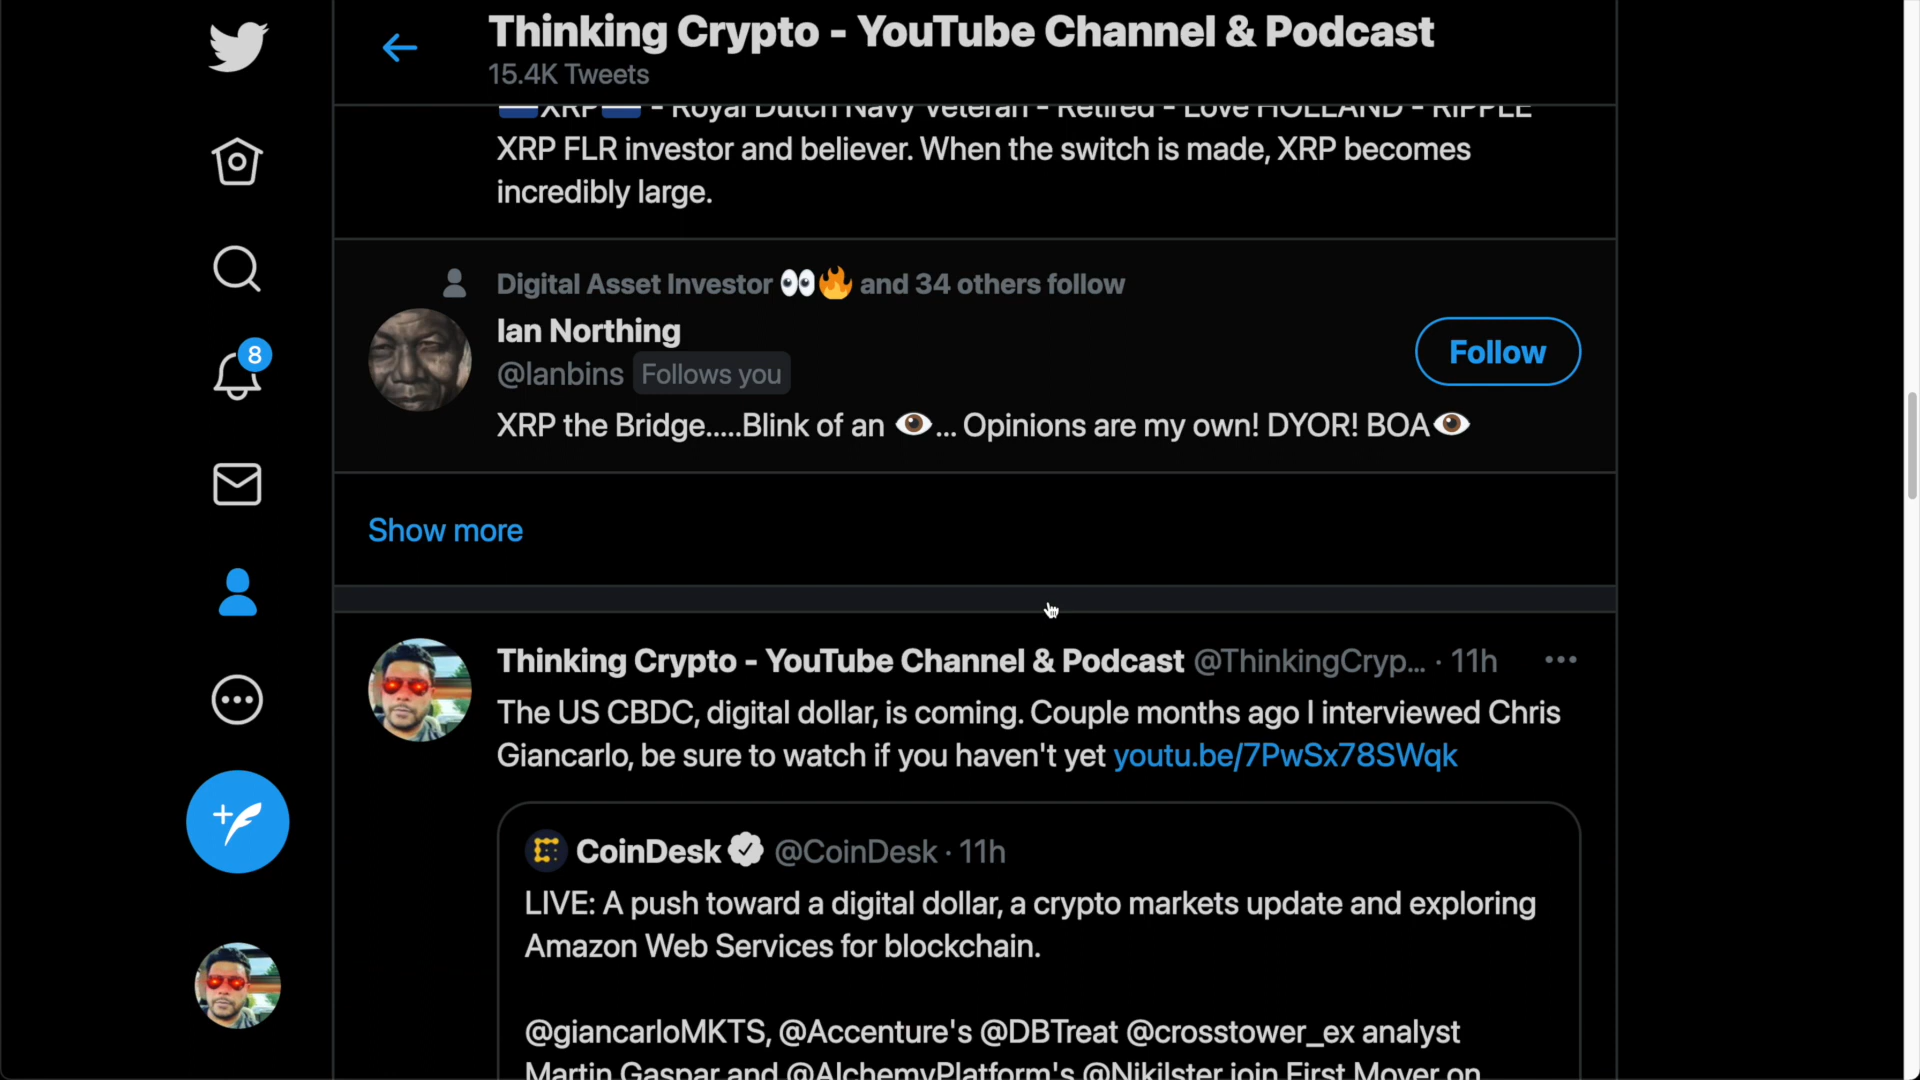 Thinking Crypto - YouTube Channel & Podcast
15.4K Tweets
XRP - Royal Dutch Navy Veteran - Retired - Love HOLLAND - RIPPLE
XRP FLR investor and believer. When the switch is made, XRP becomes
incredibly large.
Digital Asset Investor 👀🔥 and 34 others follow
Ian Northing
@Ianbins Follows you
Follow
XRP the Bridge.....Blink of an 👁️... Opinions are my own! DYOR! BOA👁️
8
Show more
Thinking Crypto - YouTube Channel & Podcast @ThinkingCryp... · 11h
The US CBDC, digital dollar, is coming. Couple months ago I interviewed Chris
Giancarlo, be sure to watch if you haven't yet youtu.be/7PwSx78SWqk
CoinDesk @CoinDesk · 11h
LIVE: A push toward a digital dollar, a crypto markets update and exploring
Amazon Web Services for blockchain.
@giancarloMKTS, @Accenture's @DBTreat @crosstower_ex analyst
Martin Gaspar and @AlchemyPlatform's @Nikilster join First Mover on